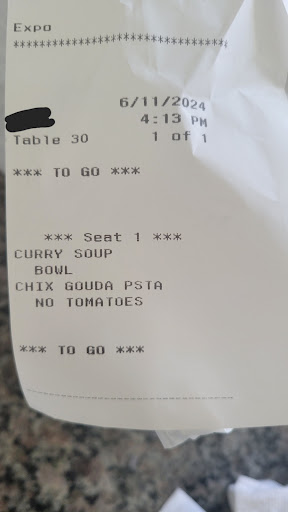 Expo
********************************
6/11/2024
4:13 PM
Table 30 1 of 1
*** TO GO ***
*** Seat 1 ***
CURRY SOUP
BOWL
CHIX GOUDA PSTA
NO TOMATOES
*** TO GO ***